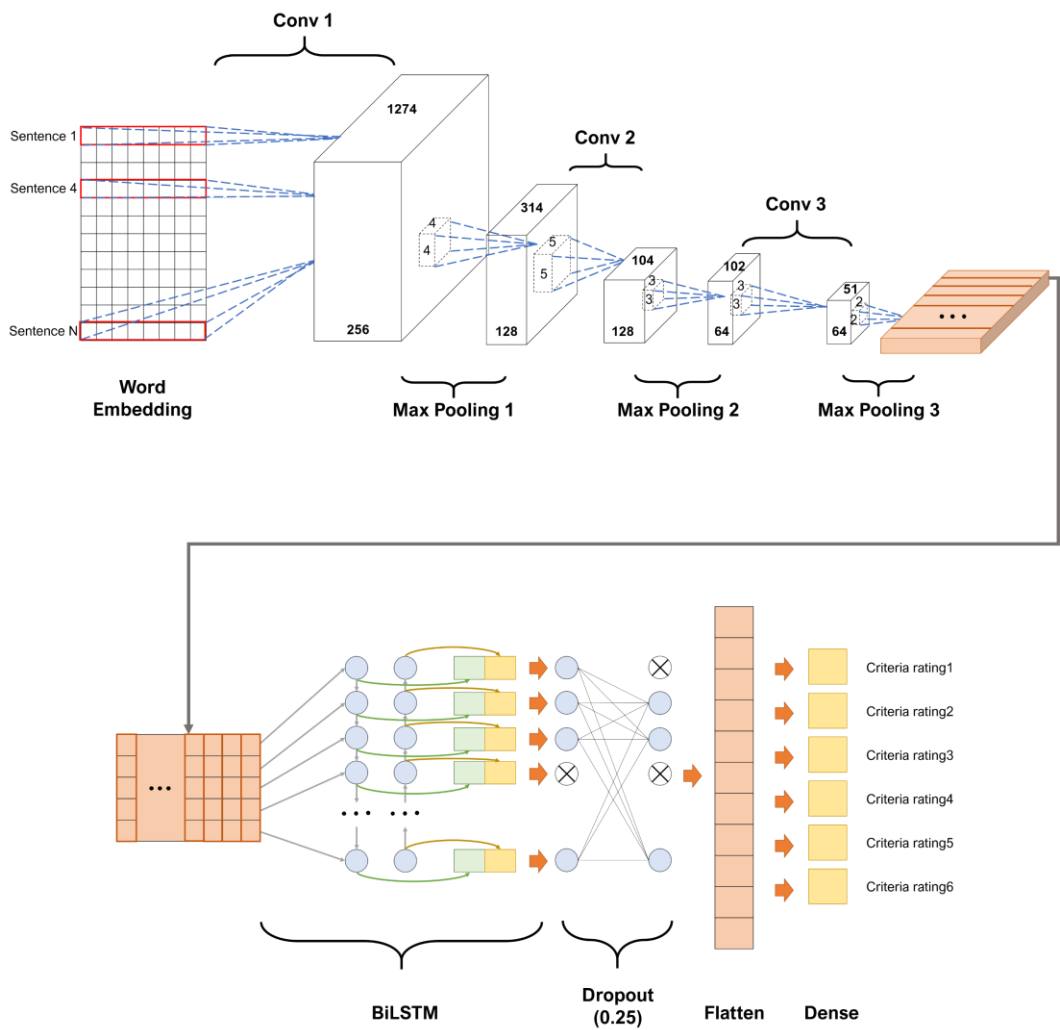 Conv 1
1274
Sentence 1
Conv 2
Sentence 4
314
Conv 3
4
4
5
5
104
102
3
3
3
3
51
2
2
...
Sentence N
256
128
128
64
64
Word
Embedding
Max Pooling 1
Max Pooling 2
Max Pooling 3
Criteria rating1
Criteria rating2
Criteria rating3
Criteria rating4
...
... ...
Criteria rating5
Criteria rating6
BiLSTM
Dropout
(0.25)
Flatten
Dense